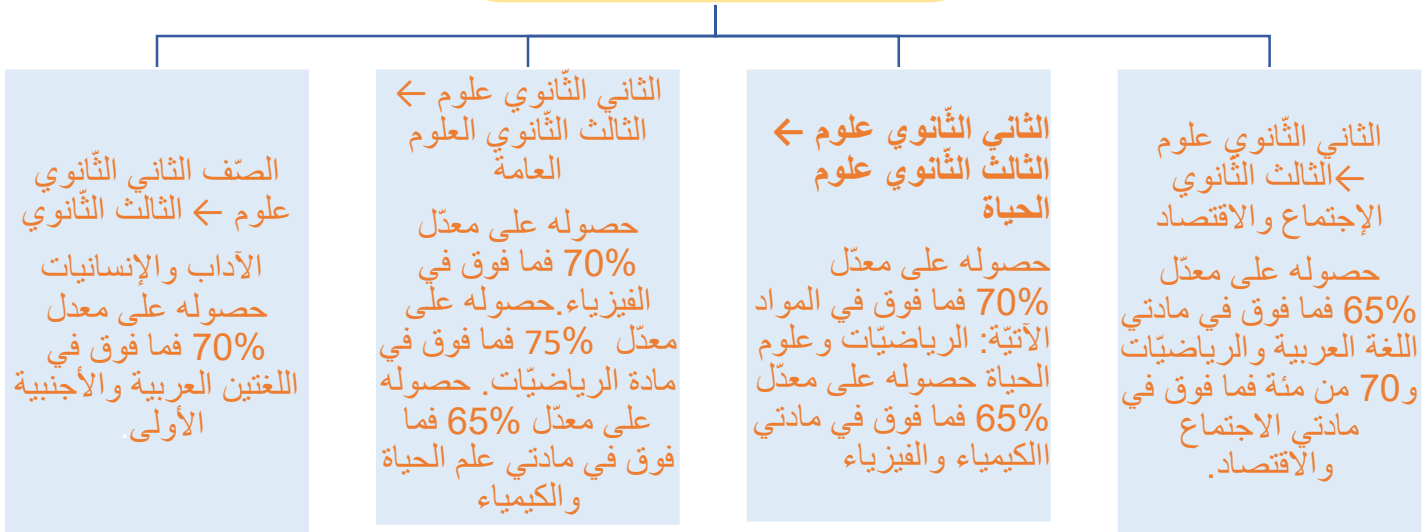 الثاني الثّانوي علوم
←الثالث الثّانوي
الإجتماع والاقتصاد
حصوله على معدّل
65% فما فوق في مادتي
اللغة العربية والرياضيّات
و70 من مئة فما فوق في
مادتي الاجتماع
والاقتصاد.
الثاني الثّانوي علوم ←
الثالث الثّانوي علوم
الحياة
حصوله على معدّل
70% فما فوق في المواد
الآتيّة: الرياضيّات وعلوم
الحياة حصوله على معدّل
65% فما فوق في مادتي
االكيمياء والفيزياء
الثاني الثّانوي علوم ←
الثالث الثّانوي العلوم
العامة
حصوله على معدّل
70% فما فوق في
الفيزياء.حصوله على
معدّل 75% فما فوق في
مادة الرياضيّات. حصوله
على معدّل 65% فما
فوق في مادتي علم الحياة
والكيمياء
الصّف الثاني الثّانوي
علوم ← الثالث الثّانوي
الآداب والإنسانيات
حصوله على معدل
70% فما فوق في
اللغتين العربية والأجنبية
الأولى.